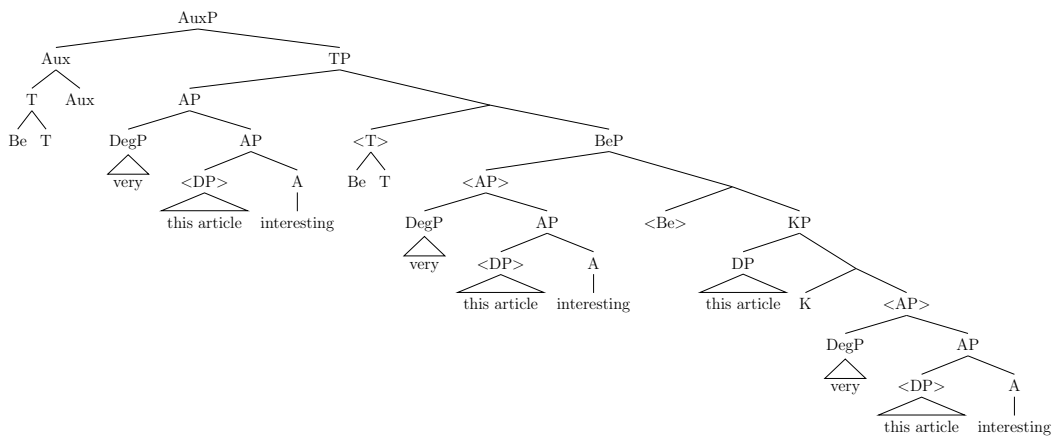 AuxP
Aux TP
T Aux AP
Be T DegP AP <T> BeP
very <DP> A Be T <AP>
this article interesting DegP AP <Be> KP
very <DP> A DP
this article interesting this article K <AP>
DegP AP
very <DP> A
this article interesting